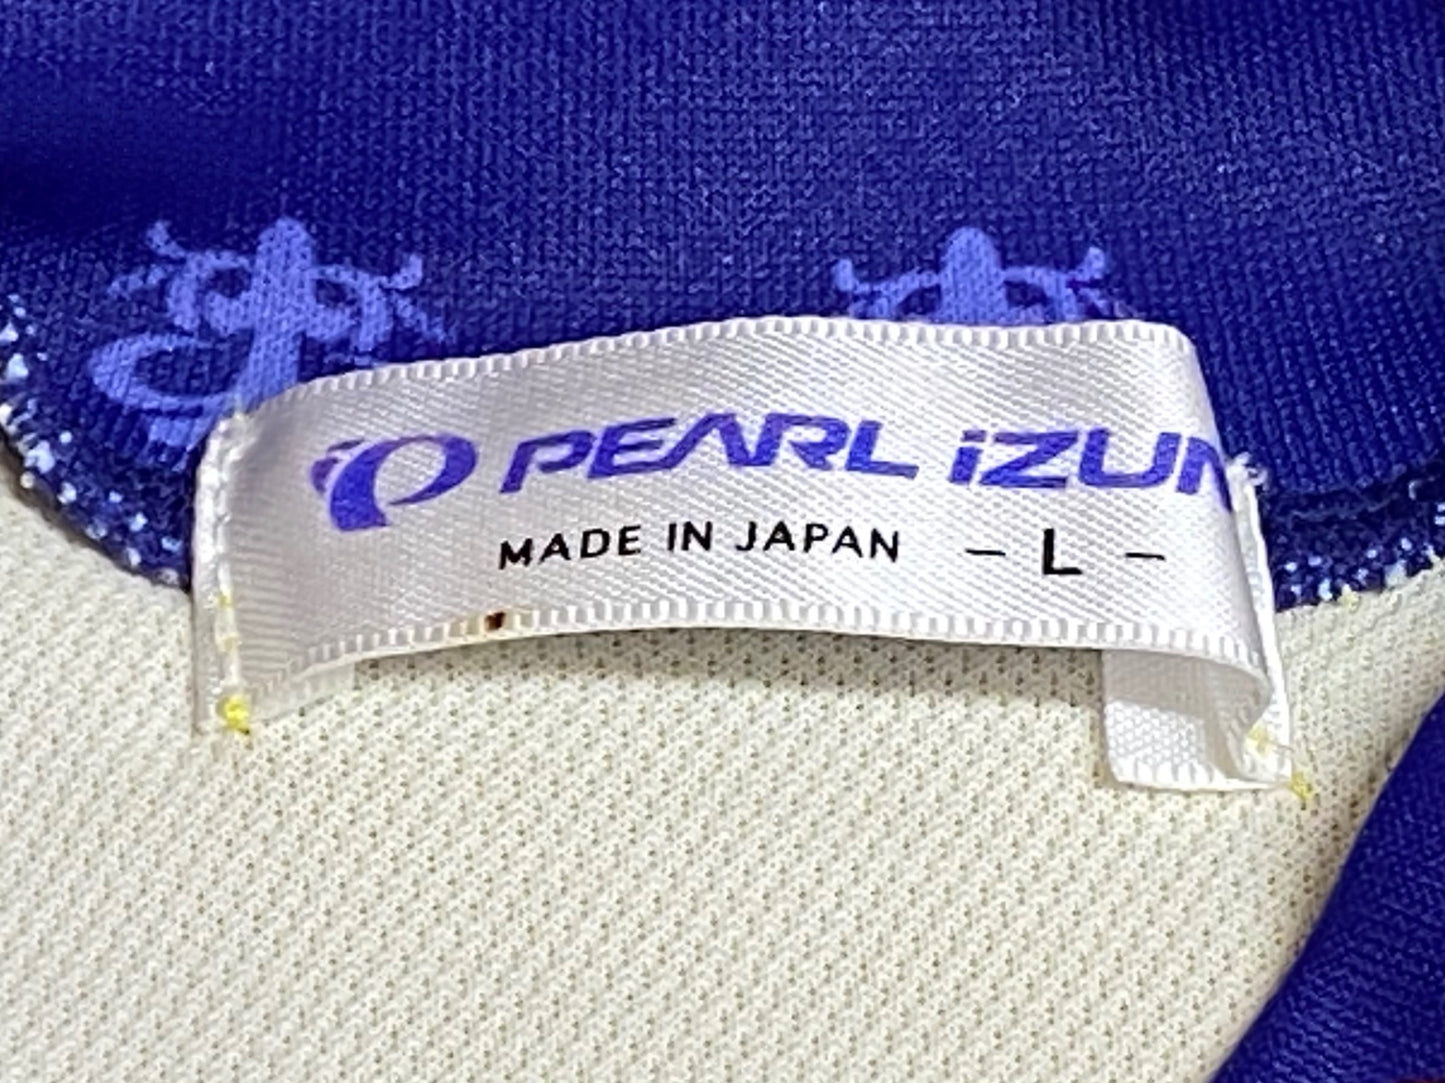 PEARL iZUM
MADE IN JAPAN – L –